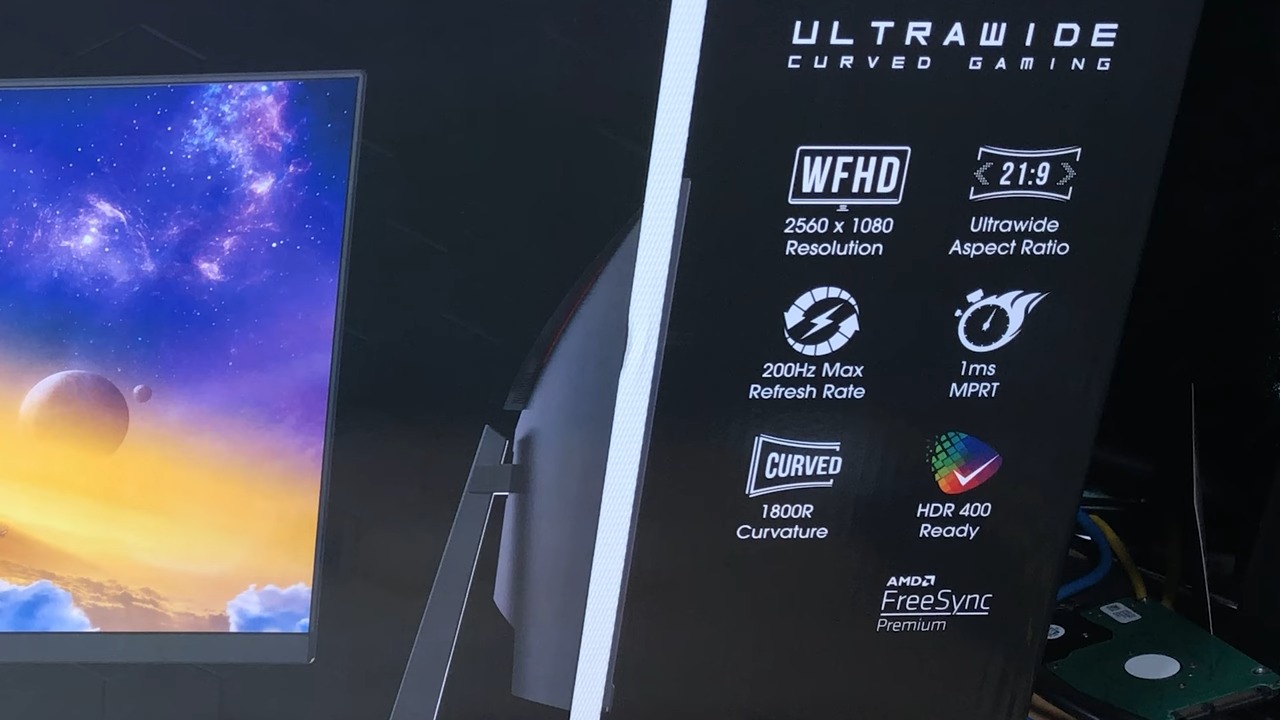 ULTRAWIDE
CURVED GAMING
WFHD
2560 x 1080
Resolution
21:9
Ultrawide
Aspect Ratio
200Hz Max
Refresh Rate
1ms
MPRT
CURVED
1800R
Curvature
HDR 400
Ready
AMD
FreeSync
Premium